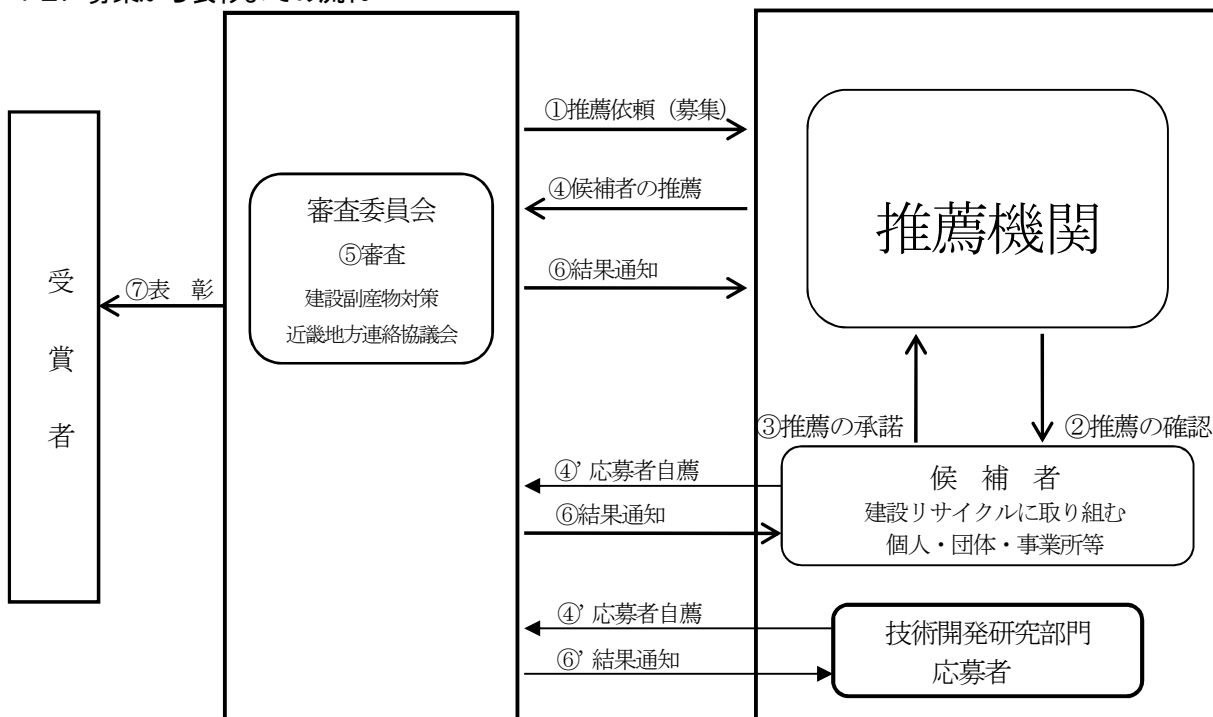 ①推薦依頼（募集）
④候補者の推薦
推薦機関
審査委員会
⑤審査
建設副産物対策
近畿地方連絡協議会
⑥結果通知
⑦表　彰
受
賞
者
③推薦の承諾
②推薦の確認
④’応募者自薦
⑥結果通知
候　補　者
建設リサイクルに取り組む
個人・団体・事業所等
④’応募者自薦
⑥’結果通知
技術開発研究部門
応募者